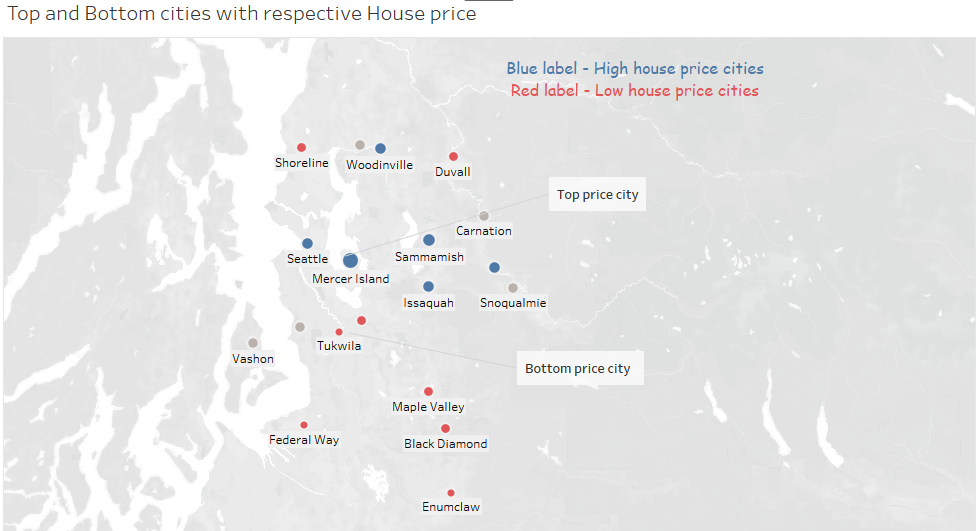 Top and Bottom cities with respective House price
Blue label - High house price cities
Red label - Low house price cities
Shoreline
Woodinville
Duvall
Top price city
Carnation
Seattle
Sammamish
Mercer Island
Issaquah
Snoqualmie
Tukwila
Vashon
Bottom price city
Maple Valley
Federal Way
Black Diamond
Enumclaw